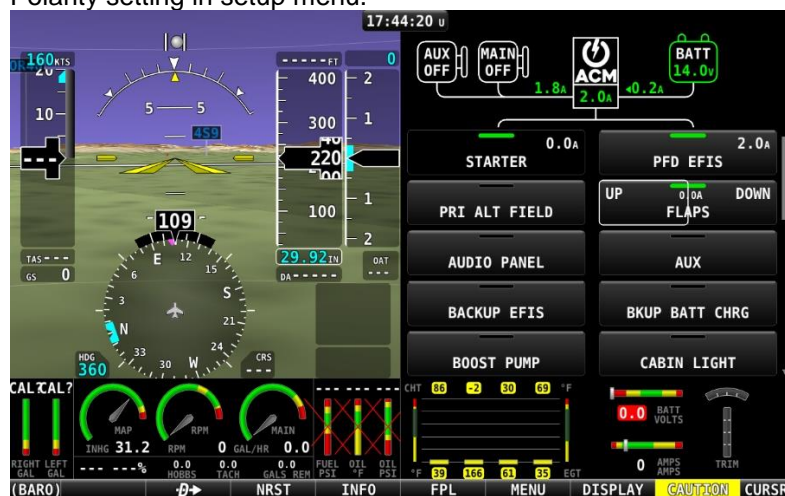 Polarity setting in setup menu.
17:44:20 U
160KTS
20
10
5 5
4S9
TAS---
GS 0
-----FT
0
400
300
220
100
2
1
1
2
29.92IN
DA-----
OAT
---
109
N
3
6
E
12
15
S
21
24
W
30
33
HDG
360
CRS
---
AUX
OFF
MAIN
OFF
ACM
2.0A
BATT
14.0V
1.8A
0.2A
0.0A
STARTER
2.0A
PFD EFIS
PRI ALT FIELD
UP
0.0A
DOWN
FLAPS
AUDIO PANEL
AUX
BACKUP EFIS
BKUP BATT CHRG
BOOST PUMP
CABIN LIGHT
CAL? CAL?
RIGHT LEFT
GAL GAL
MAP
INHG 31.2
RPM
RPM 0
MAIN
GAL/HR 0.0
-- --- ---%
0.0
HOBBS
0.0
TACH
0.0
GALS REM
--- --- ---
FUEL OIL OIL
PSI °F PSI
CHT 86 -2 30 69 °F
°F 39 166 61 35 EGT
0.0 BATT
VOLTS
0 AMPS
AMPS
TRIM
(BARO) -D→ NRST INFO FPL MENU DISPLAY CAUTION CURSR